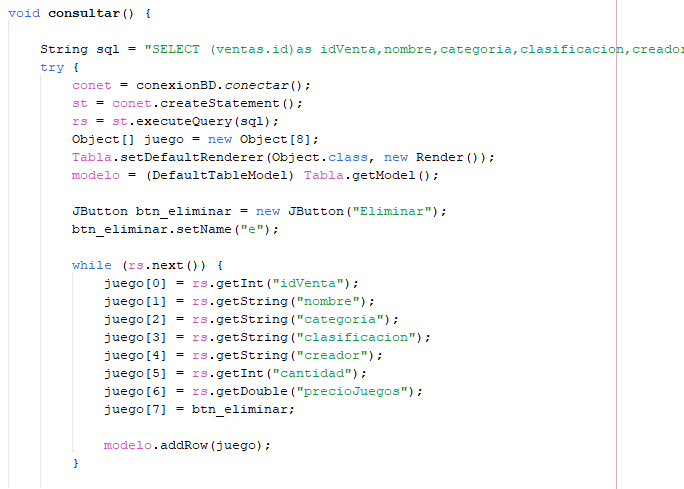 void consultar() {
String sql = "SELECT (ventas.id)as idVenta,nombre,categoria,clasificacion,creador
try {
conet = conexionBD.conectar();
st = conet.createStatement();
rs = st.executeQuery(sql);
Object[] juego = new Object[8];
Tabla.setDefaultRenderer(Object.class, new Render());
modelo = (DefaultTableModel) Tabla.getModel();
JButton btn_eliminar = new JButton("Eliminar");
btn_eliminar.setName("e");
while (rs.next()) {
juego[0] = rs.getInt("idVenta");
juego[1] = rs.getString("nombre");
juego[2] = rs.getString("categoria");
juego[3] = rs.getString("clasificacion");
juego[4] = rs.getString("creador");
juego[5] = rs.getInt("cantidad");
juego[6] = rs.getDouble("precioJuegos");
juego[7] = btn_eliminar;
modelo.addRow(juego);
}